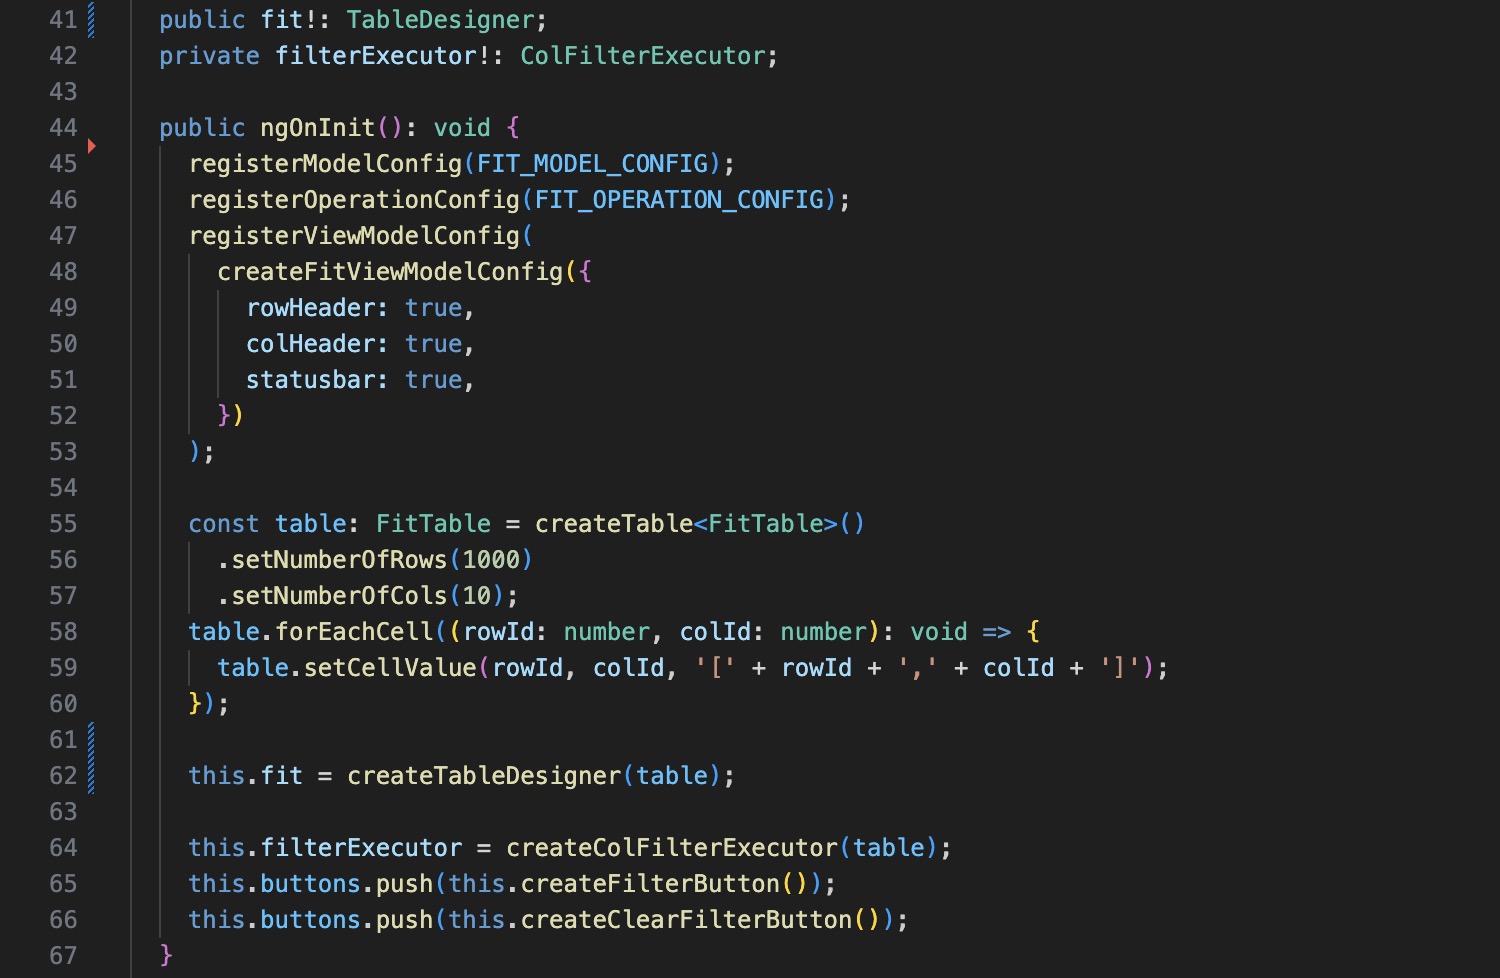 41 public fit!: TableDesigner;
42 private filterExecutor!: ColFilterExecutor;
43
44 public ngOnInit(): void {
45   registerModelConfig(FIT_MODEL_CONFIG);
46   registerOperationConfig(FIT_OPERATION_CONFIG);
47   registerViewModelConfig(
48     createFitViewModelConfig({
49       rowHeader: true,
50       colHeader: true,
51       statusbar: true,
52     })
53   );
54
55   const table: FitTable = createTable<FitTable>()
56     .setNumberOfRows(1000)
57     .setNumberOfCols(10);
58   table.forEachCell((rowId: number, colId: number): void => {
59     table.setCellValue(rowId, colId, '[' + rowId + ',' + colId + ']');
60   });
61
62   this.fit = createTableDesigner(table);
63
64   this.filterExecutor = createColFilterExecutor(table);
65   this.buttons.push(this.createFilterButton());
66   this.buttons.push(this.createClearFilterButton());
67 }